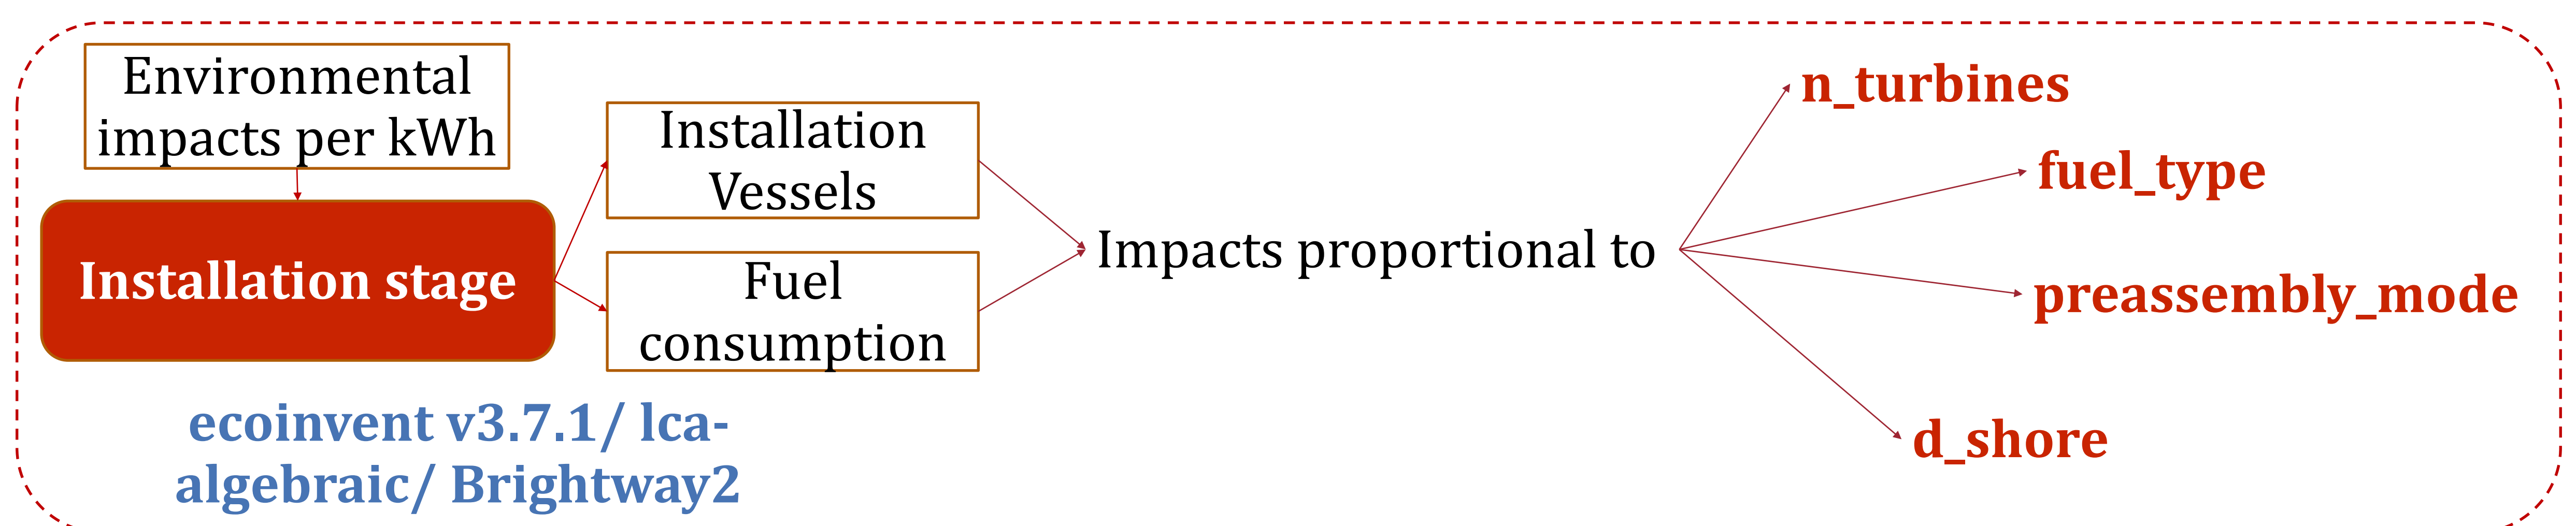 Environmental
impacts per kWh
Installation stage
Installation
Vessels
Fuel
consumption
Impacts proportional to
n_turbines
fuel_type
preassembly_mode
d_shore
ecoinvent v3.7.1/ lca-
algebraic/ Brightway2